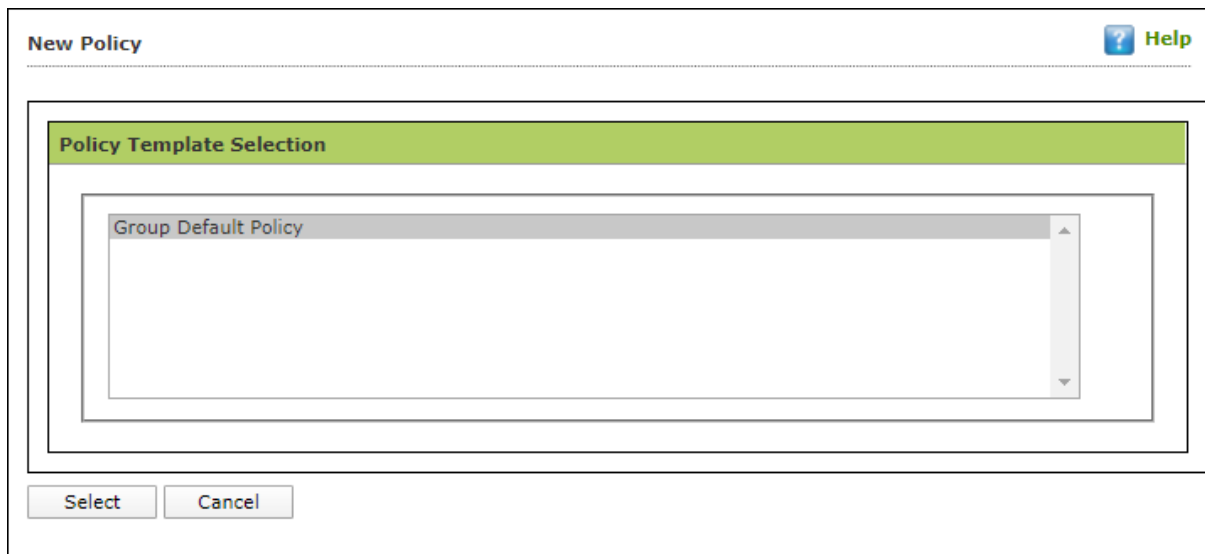 New Policy
? Help
Policy Template Selection
Group Default Policy
Select Cancel